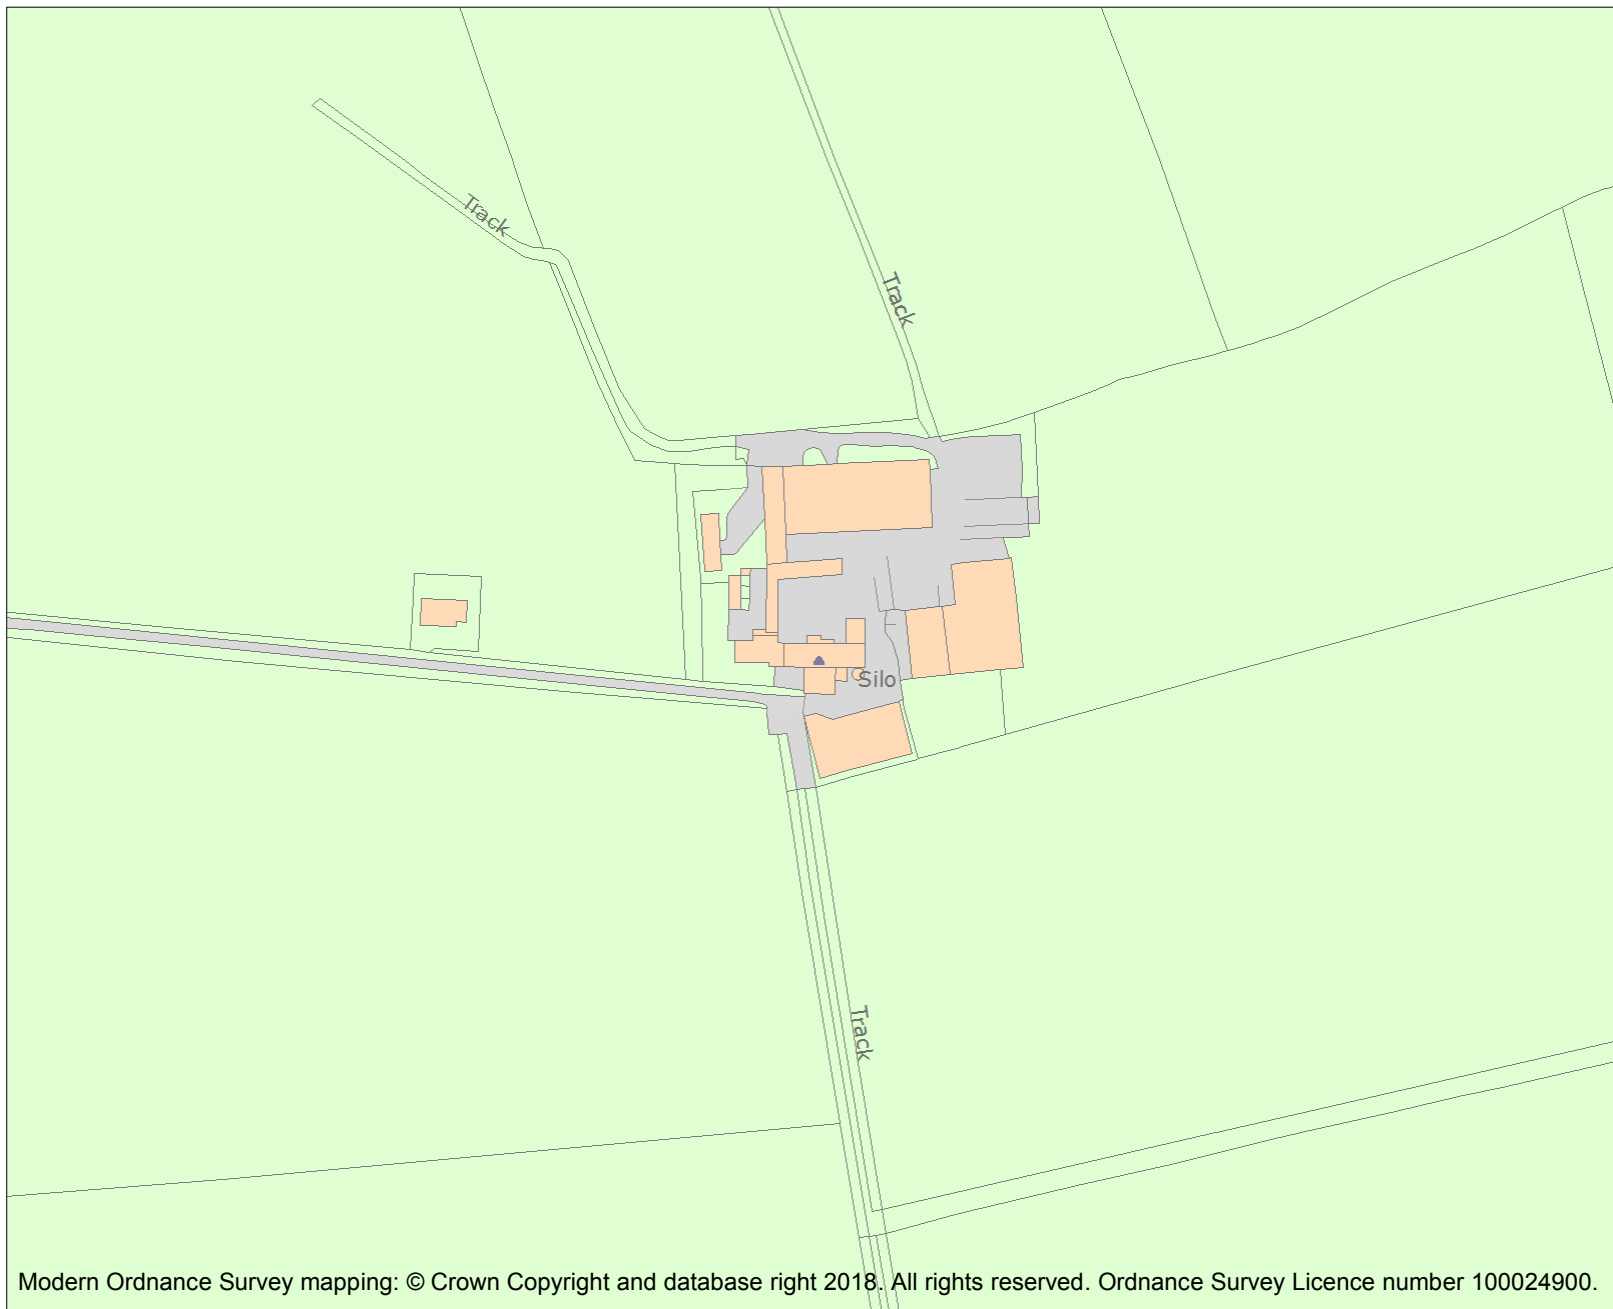 Track
Track
Silo
Track
Modern Ordnance Survey mapping: © Crown Copyright and database right 2018. All rights reserved. Ordnance Survey Licence number 100024900.